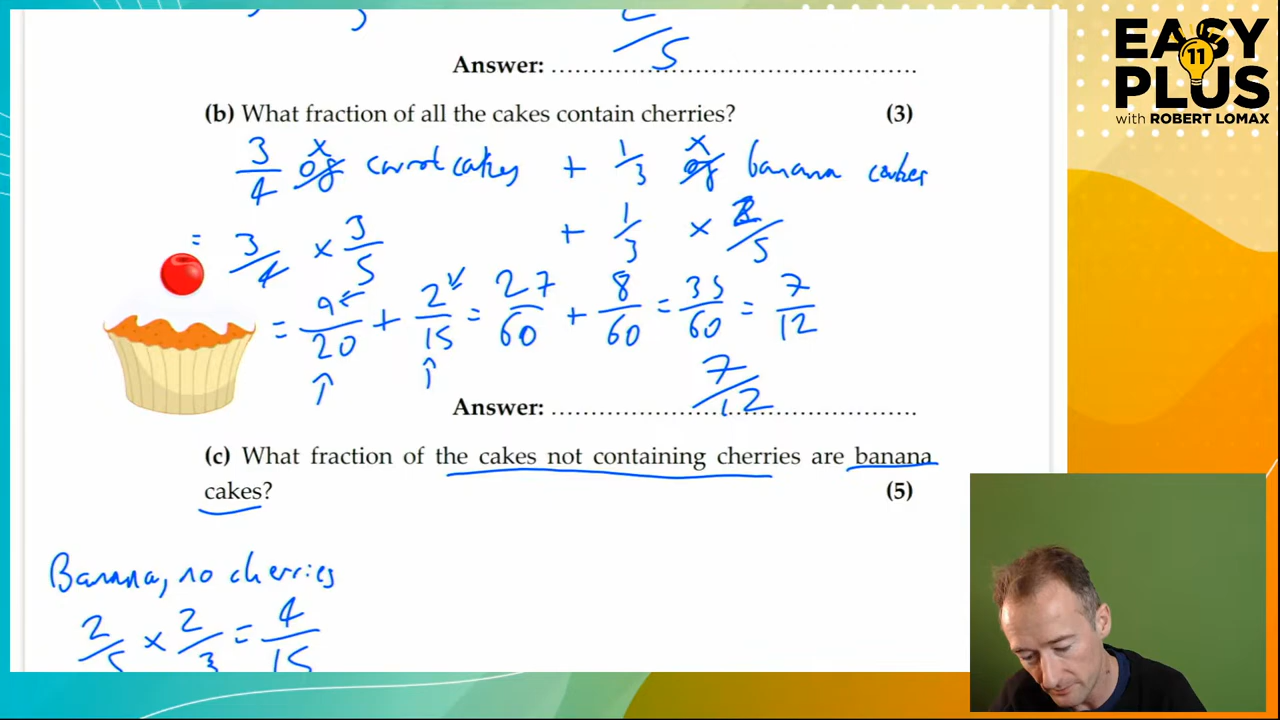 2/5
Answer: ................................................
(b) What fraction of all the cakes contain cherries? (3)
3/4 of × carrot cakes + 1/3 of × banana cakes
= 3/4 × 3/5 + 1/3 × 2/5
= 9/20 + 2/15 = 27/60 + 8/60 = 35/60 = 7/12
7/12
Answer: ................................................
(c) What fraction of the cakes not containing cherries are banana
cakes? (5)
Banana, no cherries
2/5 × 2/3 = 4/15
EASY
11
PLUS
with ROBERT LOMAX